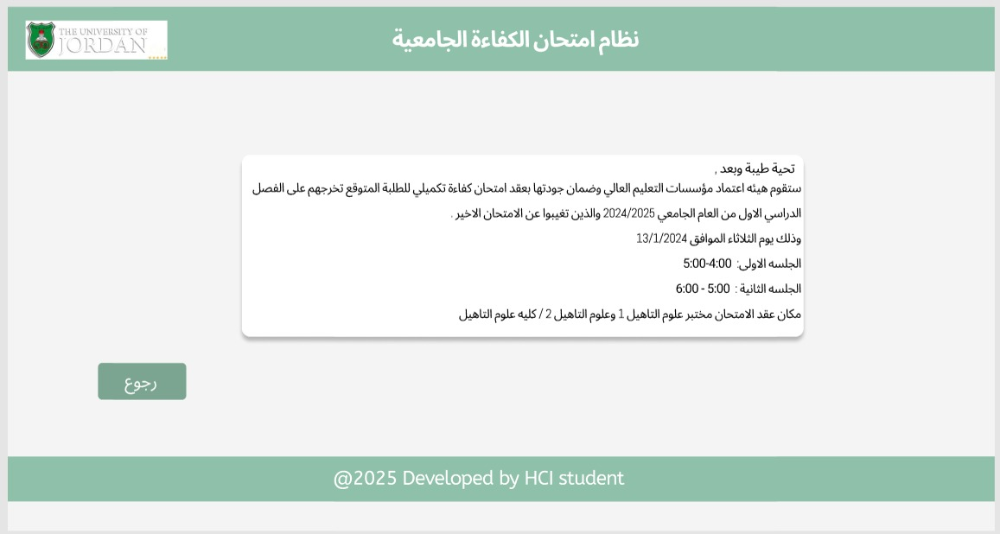 THE UNIVERSITY OF
JORDAN
نظام امتحان الكفاءة الجامعية
تحية طيبة وبعد ,
ستقوم هيئه اعتماد مؤسسات التعليم العالي وضمان جودتها بعقد امتحان كفاءة تكميلي للطلبة المتوقع تخرجهم على الفصل
الدراسي الاول من العام الجامعي 2024/2025 والذين تغيبوا عن الامتحان الاخير .
وذلك يوم الثلاثاء الموافق 13/1/2024
الجلسه الاولى: 4:00-5:00
الجلسه الثانية : 5:00 - 6:00
مكان عقد الامتحان مختبر علوم التاهيل 1 وعلوم التاهيل 2 / كليه علوم التاهيل
رجوع
@2025 Developed by HCI student